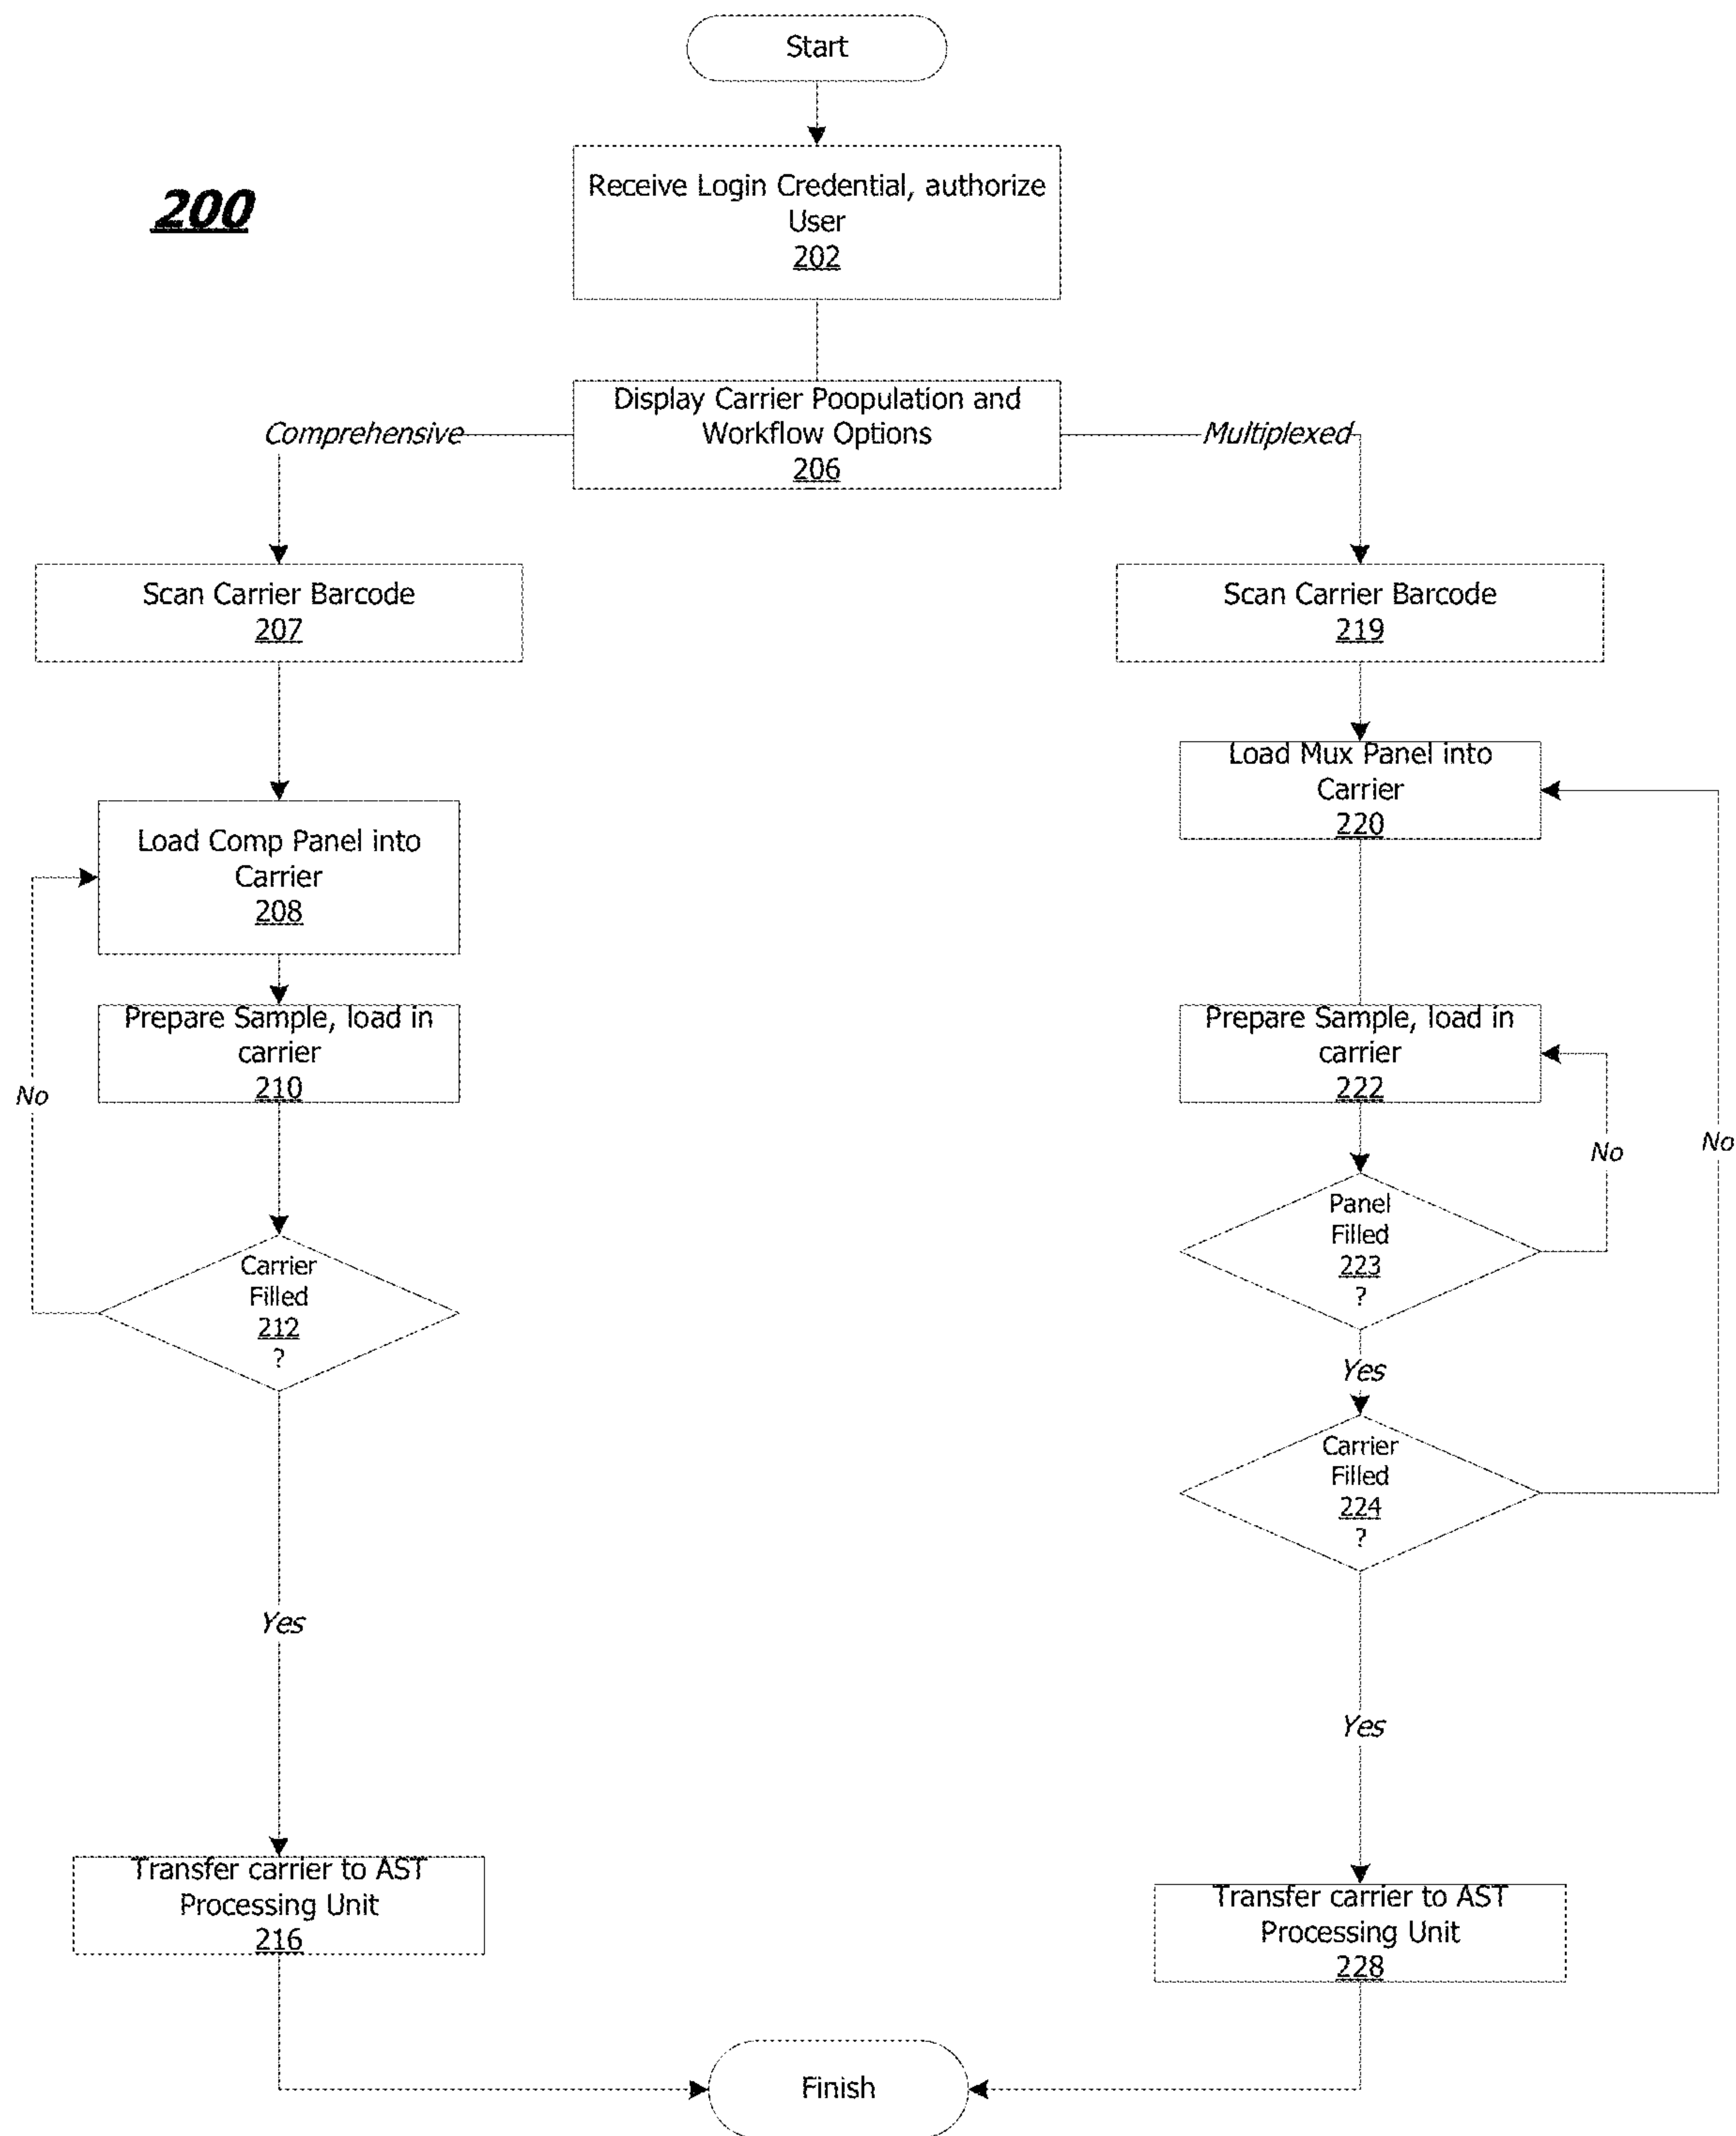 Start
200
Receive Login Credential, authorize
User
202
Display Carrier Poopulation and
Workflow Options
206
Comprehensive
Multiplexed
Scan Carrier Barcode
207
Scan Carrier Barcode
219
Load Mux Panel into
Carrier
220
Load Comp Panel into
Carrier
208
Prepare Sample, load in
carrier
210
Prepare Sample, load in
carrier
222
No
No
No
Panel
Filled
223
?
Carrier
Filled
212
?
Yes
Carrier
Filled
224
?
Yes
Yes
Transfer carrier to AST
Processing Unit
216
Transfer carrier to AST
Processing Unit
228
Finish